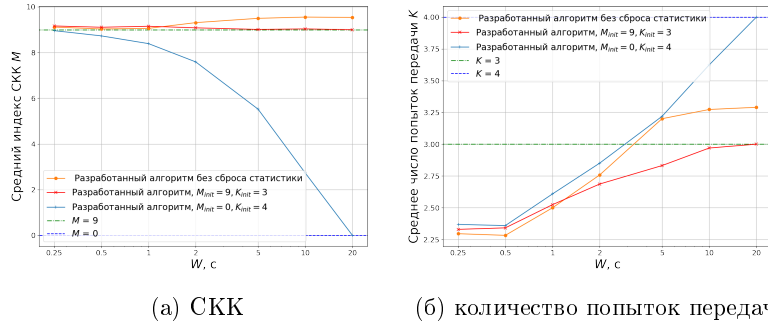 Средний индекс СКК M
10
8
6
4
2
0
Разработанный алгоритм без сброса статистики
Разработанный алгоритм, M_init = 9, K_init = 3
Разработанный алгоритм, M_init = 0, K_init = 4
M = 9
M = 0
0.25 0.5 1 2 5 10 20
W, с
(а) СКК
Среднее число попыток передачи K
4.00
3.75
3.50
3.25
3.00
2.75
2.50
2.25
Разработанный алгоритм без сброса статистики
Разработанный алгоритм, M_init = 9, K_init = 3
Разработанный алгоритм, M_init = 0, K_init = 4
K = 3
K = 4
0.25 0.5 1 2 5 10 20
W, с
(б) количество попыток передач